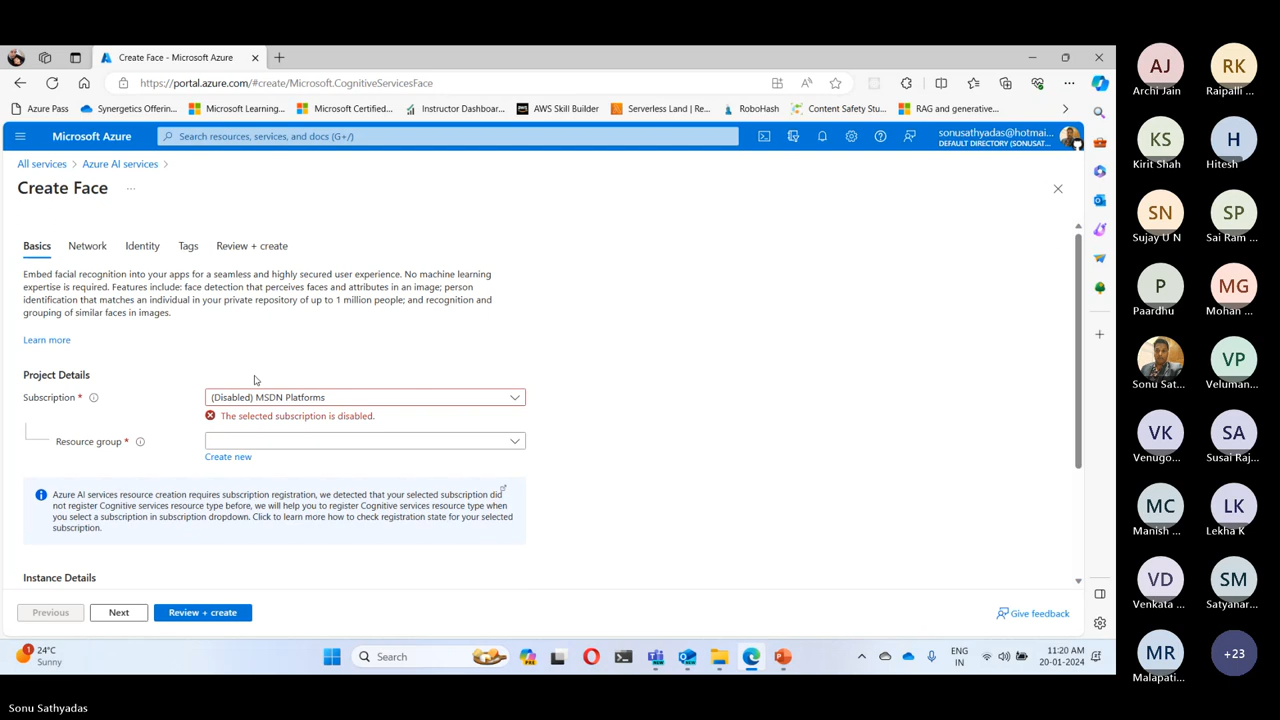 Create Face - Microsoft Azure
https://portal.azure.com/#create/Microsoft.CognitiveServicesFace
Azure Pass
Synergetics Offerin...
Microsoft Learning...
Microsoft Certified...
Instructor Dashboar...
AWS Skill Builder
Serverless Land | Re...
RoboHash
Content Safety Stu...
RAG and generative...
Microsoft Azure
Search resources, services, and docs (G+/)
sonusathyadas@hotmai...
DEFAULT DIRECTORY (SONUSAT...
All services
Azure AI services
Create Face
...
Basics
Network
Identity
Tags
Review + create
Embed facial recognition into your apps for a seamless and highly secured user experience. No machine learning
expertise is required. Features include: face detection that perceives faces and attributes in an image; person
identification that matches an individual in your private repository of up to 1 million people; and recognition and
grouping of similar faces in images.
Learn more
Project Details
Subscription *
(Disabled) MSDN Platforms
The selected subscription is disabled.
Resource group *
Create new
Azure AI services resource creation requires subscription registration, we detected that your selected subscription did
not register Cognitive services resource type before, we will help you to register Cognitive services resource type when
you select a subscription in subscription dropdown. Click to learn more how to check registration state for your selected
subscription.
Instance Details
Previous
Next
Review + create
Give feedback
1
24°C
Sunny
Search
ENG
IN
11:20 AM
20-01-2024
AJ
Archi Jain
RK
Raipalli ...
KS
Kirit Shah
H
Hitesh
SN
Sujay U N
SP
Sai Ram ...
P
Paardhu
MG
Mohan ...
Sonu Sat...
VP
Veluman...
VK
Venugo...
SA
Susai Raj...
MC
Manish ...
LK
Lekha K
VD
Venkata ...
SM
Satyanar...
MR
Malapati...
+23
Sonu Sathyadas